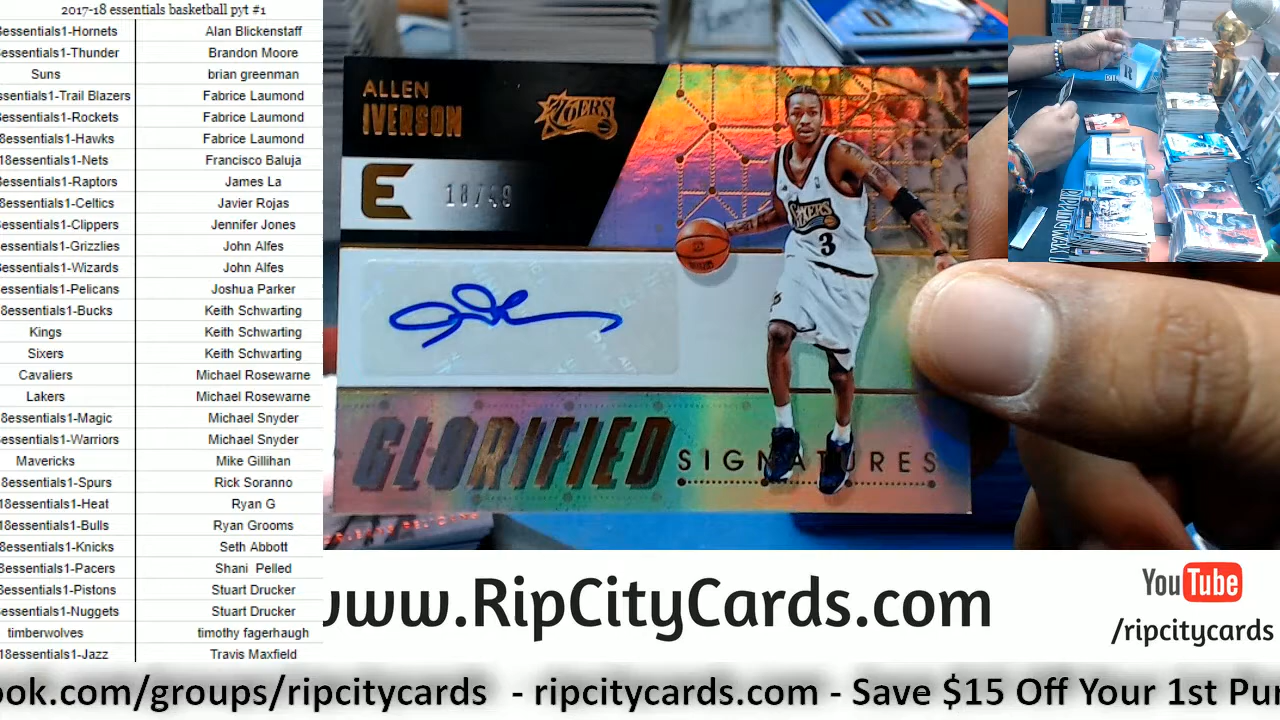 2017-18 essentials basketball pyt #1
8essentials1-Hornets Alan Blickenstaff
essentials1-Thunder Brandon Moore
Suns brian greenman
ssentials1-Trail Blazers Fabrice Laumond
essentials1-Rockets Fabrice Laumond
8essentials1-Hawks Fabrice Laumond
18essentials1-Nets Francisco Baluja
8essentials1-Raptors James La
8essentials1-Celtics Javier Rojas
8essentials1-Clippers Jennifer Jones
essentials1-Grizzlies John Alfes
essentials1-Wizards John Alfes
essentials1-Pelicans Joshua Parker
8essentials1-Bucks Keith Schwarting
Kings Keith Schwarting
Sixers Keith Schwarting
Cavaliers Michael Rosewarne
Lakers Michael Rosewarne
8essentials1-Magic Michael Snyder
essentials1-Warriors Michael Snyder
Mavericks Mike Gillihan
8essentials1-Spurs Rick Soranno
18essentials1-Heat Ryan G
18essentials1-Bulls Ryan Grooms
8essentials1-Knicks Seth Abbott
8essentials1-Pacers Shani Pelled
8essentials1-Pistons Stuart Drucker
essentials1-Nuggets Stuart Drucker
timberwolves timothy fagerhaugh
18essentials1-Jazz Travis Maxfield
ALLEN
IVERSON
76ERS
E
18/49
SIXERS
3
GLORIFIED
SIGNATURES
www.RipCityCards.com
YouTube
/ripcitycards
ook.com/groups/ripcitycards - ripcitycards.com - Save $15 Off Your 1st Pur